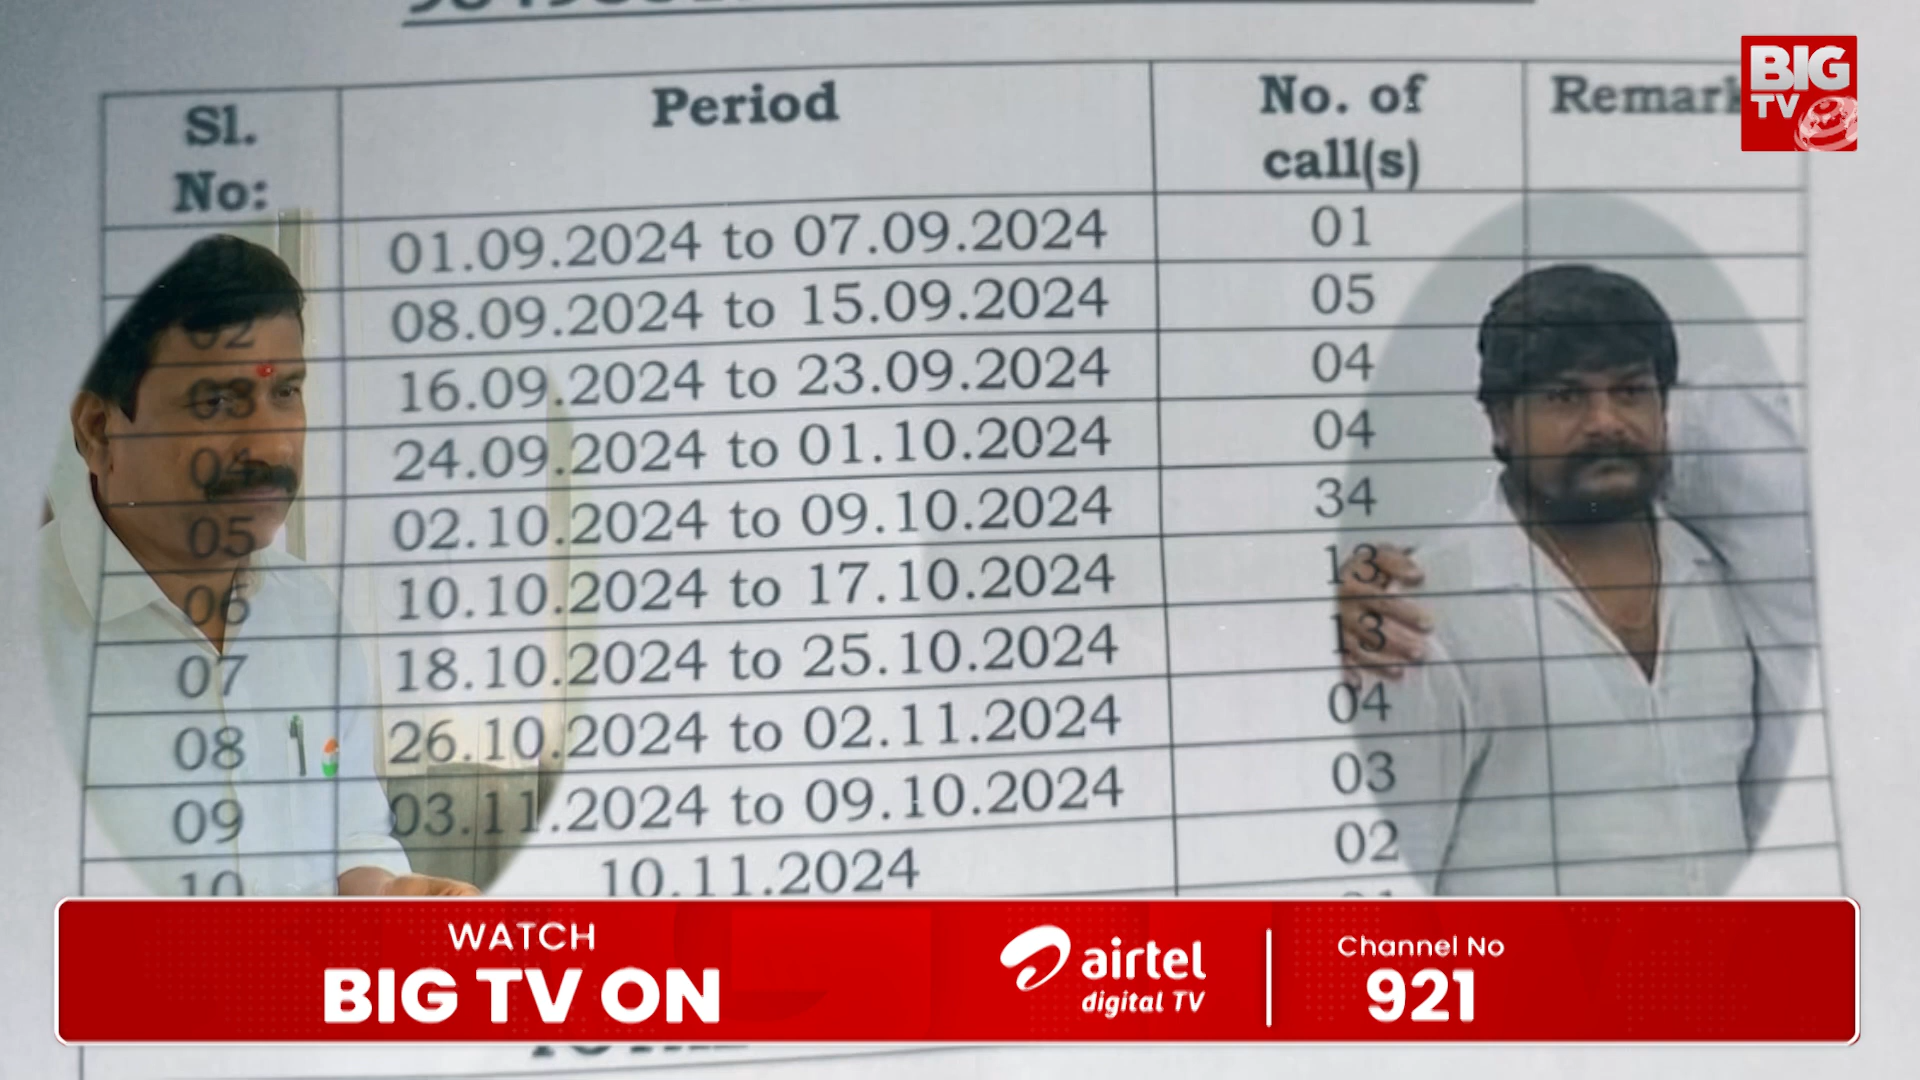 BIG
TV
Sl. No: Period No. of call(s) Remark
01.09.2024 to 07.09.2024 01
02 08.09.2024 to 15.09.2024 05
03 16.09.2024 to 23.09.2024 04
04 24.09.2024 to 01.10.2024 04
05 02.10.2024 to 09.10.2024 34
06 10.10.2024 to 17.10.2024 13
07 18.10.2024 to 25.10.2024 13
08 26.10.2024 to 02.11.2024 04
09 03.11.2024 to 09.10.2024 03
10 10.11.2024 02
WATCH
BIG TV ON
airtel
digital TV
Channel No
921